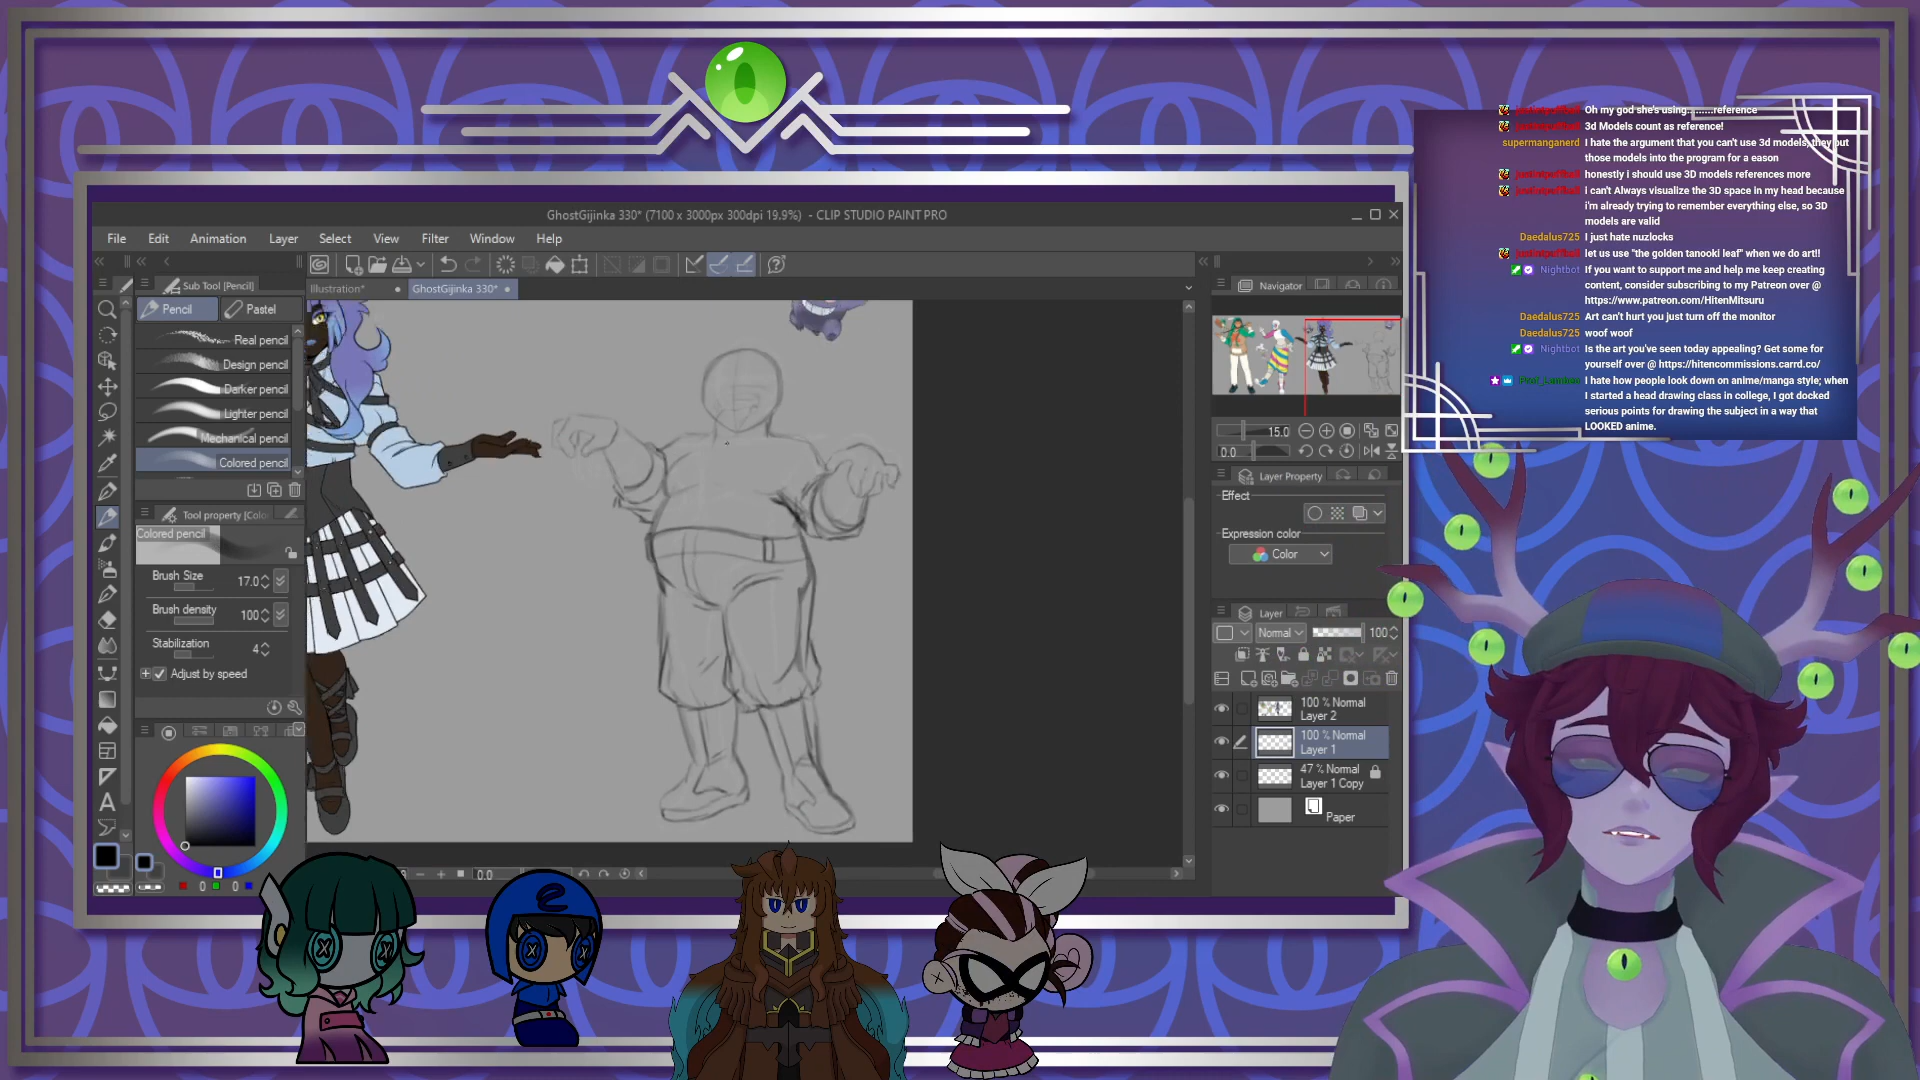 GhostGijinka 330* (7100 x 3000px 300dpi 19.9%) - CLIP STUDIO PAINT PRO
File Edit Animation Layer Select View Filter Window Help
Sub Tool [Pencil]
Illustration*
GhostGijinka 330*
Navigator
Pencil
Pastel
Real pencil
Design pencil
Darker pencil
Lighter pencil
Mechanical pencil
Colored pencil
Tool property [Colo
Colored pencil
Brush Size 17.0
Brush density 100
Stabilization 4
Adjust by speed
0 0
0.0
15.0
0.0
Layer Property
Effect
Expression color
Color
Layer
Normal 100
100 % Normal
Layer 2
100 % Normal
Layer 1
47 % Normal
Layer 1 Copy
Paper
Oh my god she's using.........reference
3d Models count as reference!
supermanganerd I hate the argument that you can't use 3d models, they put
those models into the program for a eason
honestly i should use 3D models references more
I can't Always visualize the 3D space in my head because
i'm already trying to remember everything else, so 3D
models are valid
Daedalus725 I just hate nuzlocks
let us use "the golden tanooki leaf" when we do art!!
Nightbot If you want to support me and help me keep creating
content, consider subscribing to my Patreon over @
https://www.patreon.com/HitenMitsuru
Daedalus725 Art can't hurt you just turn off the monitor
Daedalus725 woof woof
Nightbot Is the art you've seen today appealing? Get some for
yourself over @ https://hitencommissions.carrd.co/
I hate how people look down on anime/manga style; when
I started a head drawing class in college, I got docked
serious points for drawing the subject in a way that
LOOKED anime.